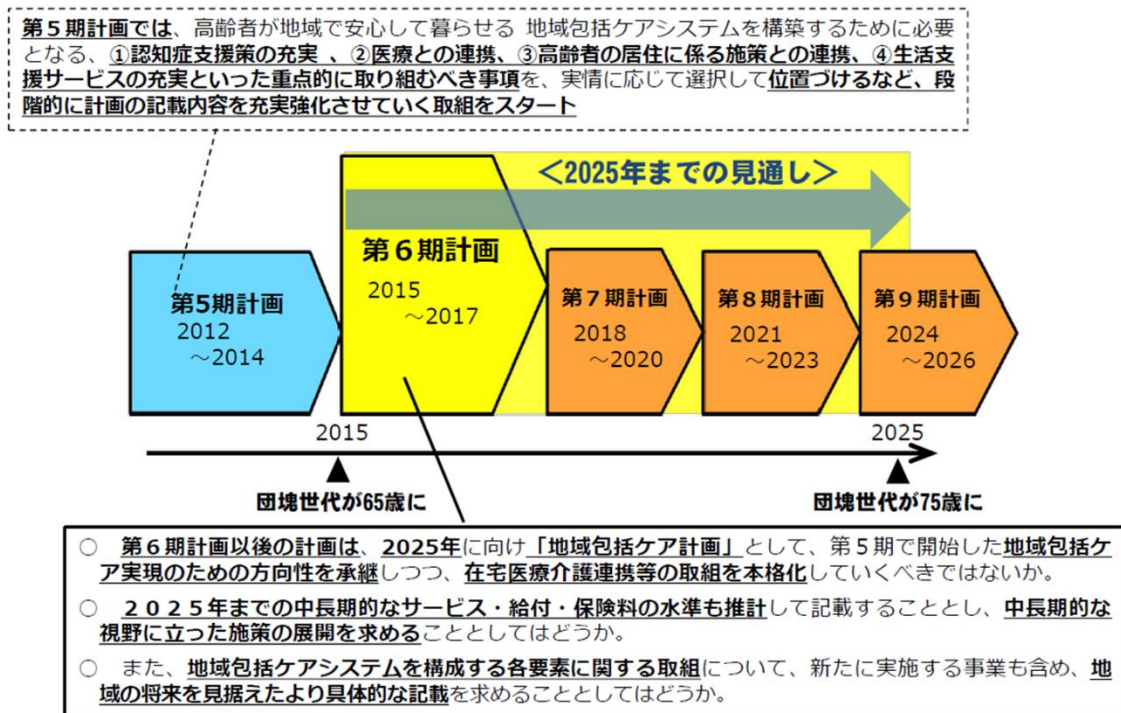 第５期計画では、高齢者が地域で安心して暮らせる 地域包括ケアシステムを構築するために必要
となる、①認知症支援策の充実 、②医療との連携、③高齢者の居住に係る施策との連携、④生活支
援サービスの充実といった重点的に取り組むべき事項を、実情に応じて選択して位置づけるなど、段
階的に計画の記載内容を充実強化させていく取組をスタート
＜2025年までの見通し＞
第5期計画
2012
～2014
第６期計画
2015
～2017
第７期計画
2018
～2020
第８期計画
2021
～2023
第９期計画
2024
～2026
2015
2025
団塊世代が65歳に
団塊世代が75歳に
○ 第６期計画以後の計画は、2025年に向け「地域包括ケア計画」として、第５期で開始した地域包括ケ
ア実現のための方向性を承継しつつ、在宅医療介護連携等の取組を本格化していくべきではないか。
○ ２０２５年までの中長期的なサービス・給付・保険料の水準も推計して記載することとし、中長期的な
視野に立った施策の展開を求めることとしてはどうか。
○ また、地域包括ケアシステムを構成する各要素に関する取組について、新たに実施する事業も含め、地
域の将来を見据えたより具体的な記載を求めることとしてはどうか。